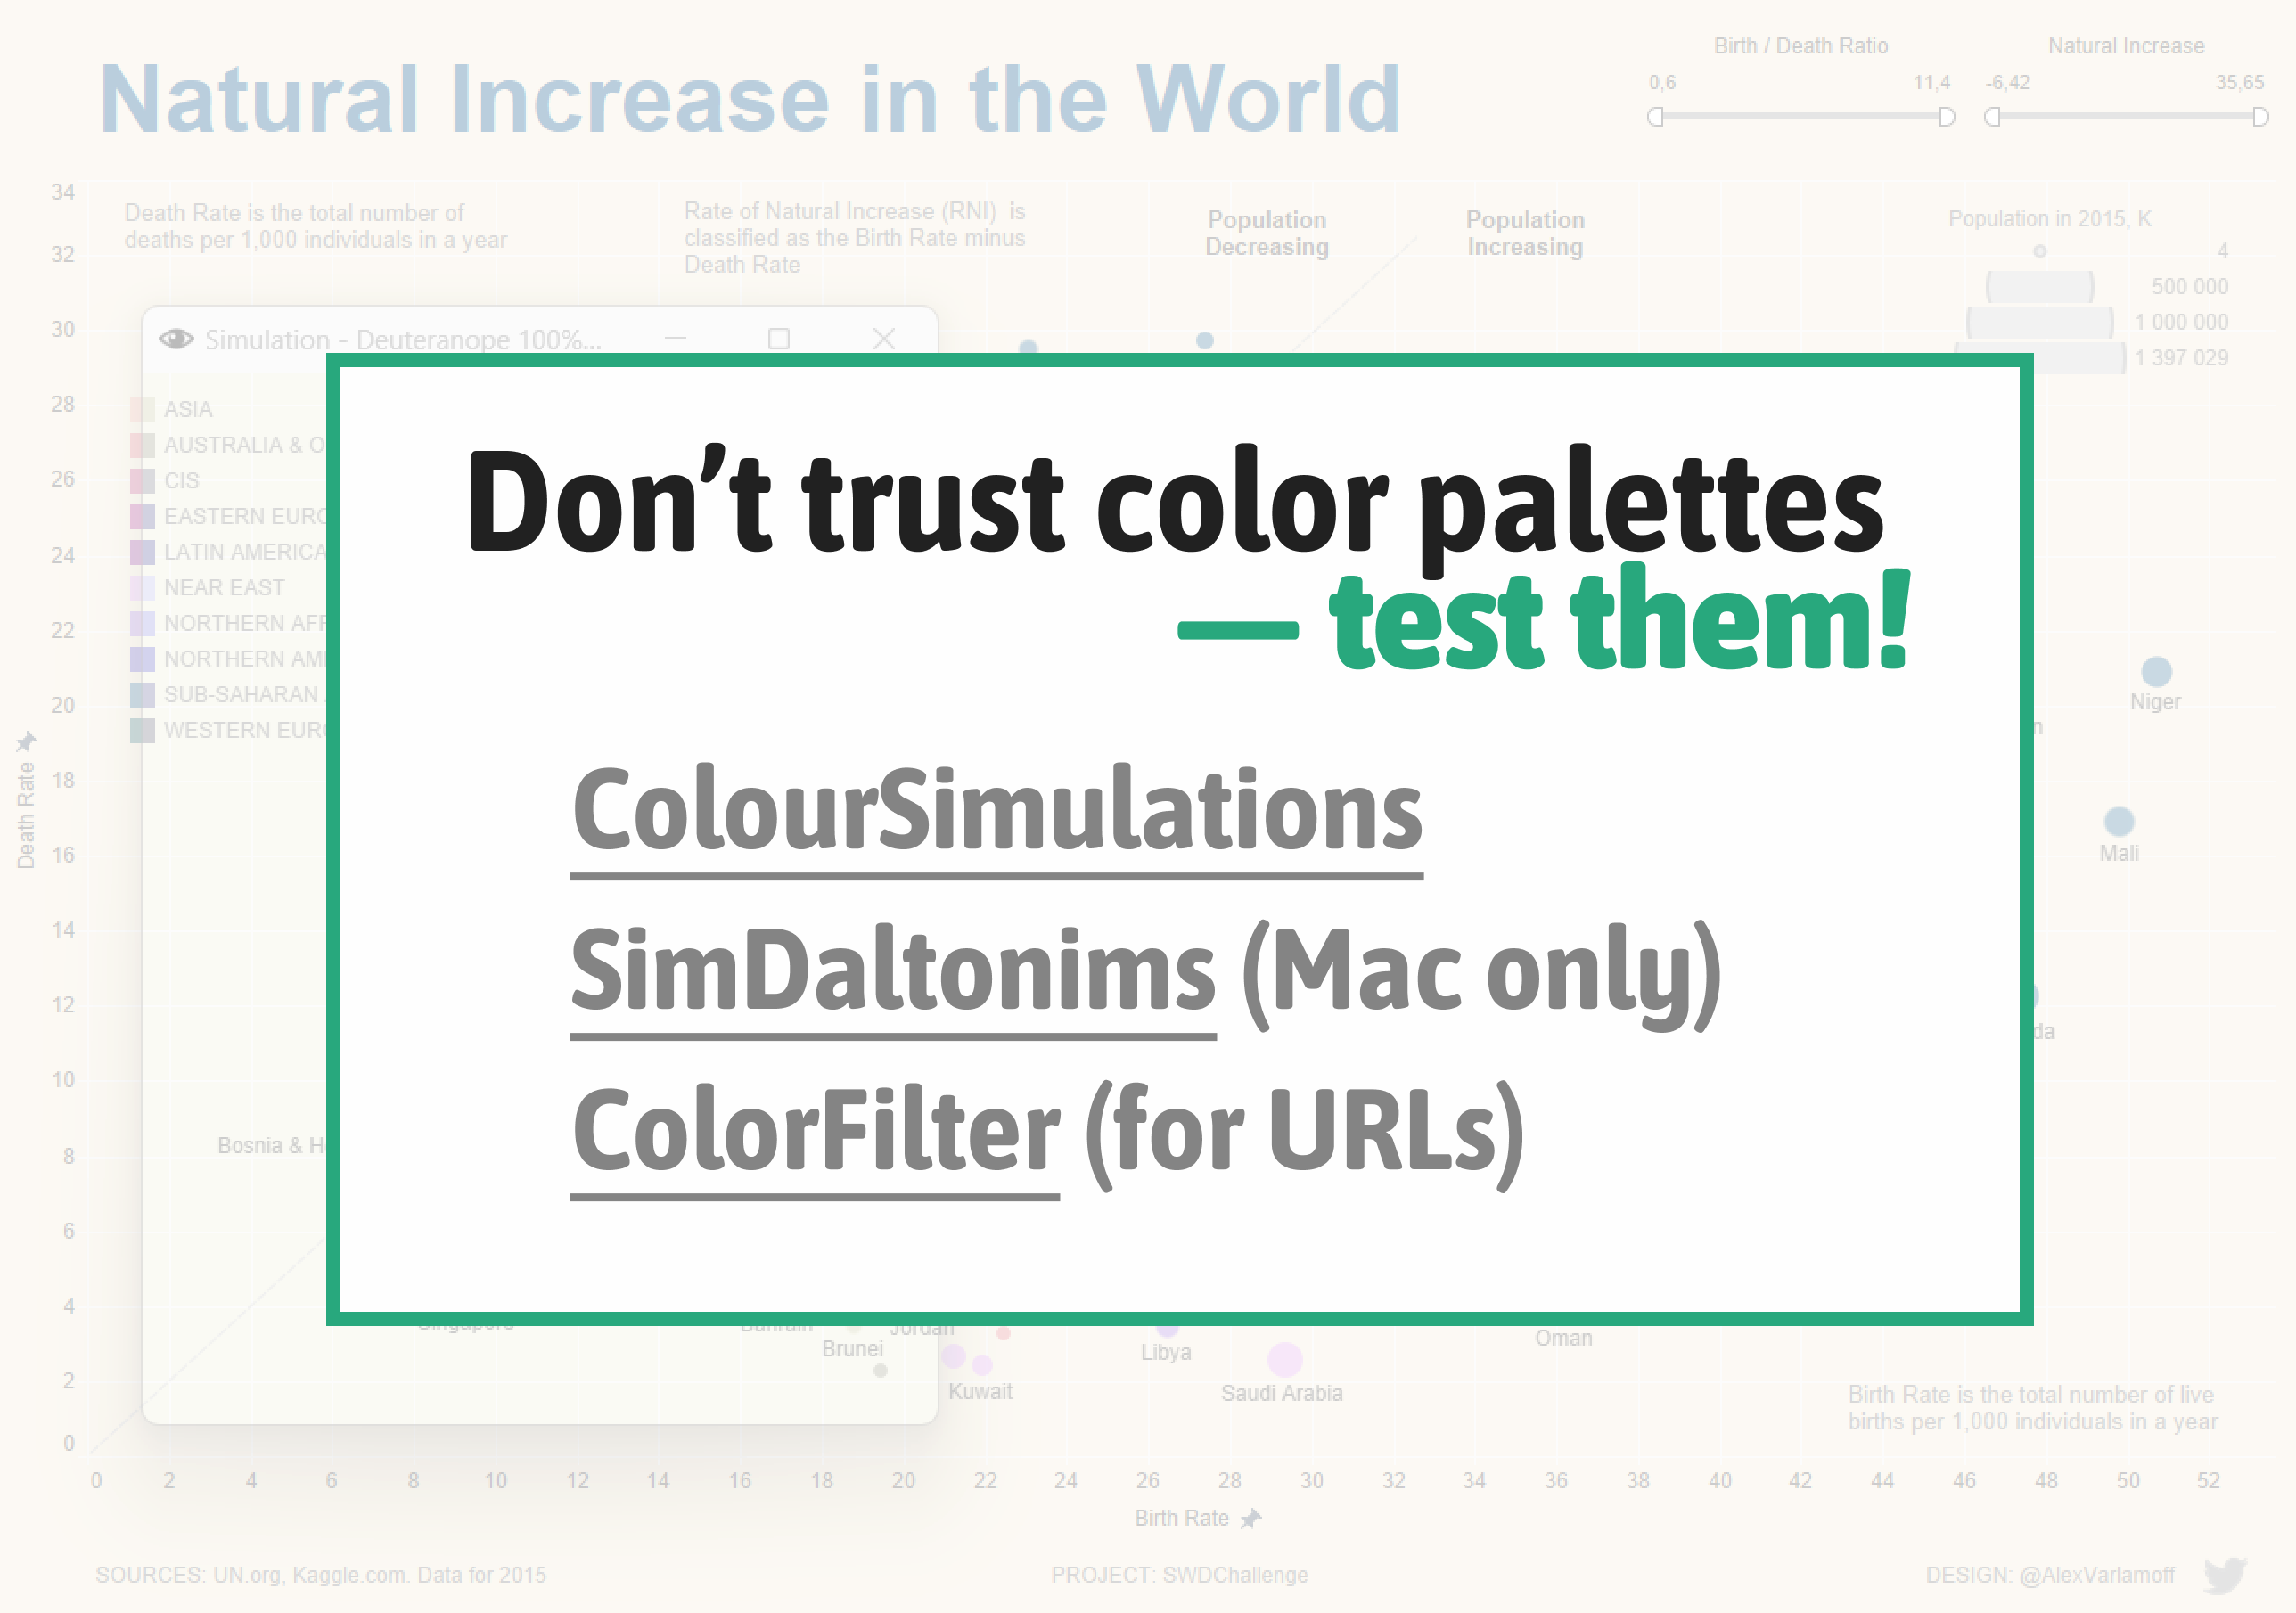 Natural Increase in the World
Birth / Death Ratio
0,6 11,4
Natural Increase
-6,42 35,65
Death Rate is the total number of
deaths per 1,000 individuals in a year
Rate of Natural Increase (RNI) is
classified as the Birth Rate minus
Death Rate
Population
Decreasing
Population
Increasing
Population in 2015, K
4
500 000
1 000 000
1 397 029
Simulation - Deuteranope 100%...
ASIA
AUSTRALIA & O
CIS
EASTERN EURO
LATIN AMERICA
NEAR EAST
NORTHERN AFR
NORTHERN AME
SUB-SAHARAN
WESTERN EURO
Don’t trust color palettes
— test them!
ColourSimulations
SimDaltonims (Mac only)
ColorFilter (for URLs)
Niger
n
Mali
da
Bosnia & He
Singapore
Bahrain
Jordan
Brunei
Kuwait
Libya
Saudi Arabia
Oman
Birth Rate is the total number of live
births per 1,000 individuals in a year
34
32
30
28
26
24
22
20
18
16
14
12
10
8
6
4
2
0
Death Rate
0 2 4 6 8 10 12 14 16 18 20 22 24 26 28 30 32 34 36 38 40 42 44 46 48 50 52
Birth Rate
SOURCES: UN.org, Kaggle.com. Data for 2015
PROJECT: SWDChallenge
DESIGN: @AlexVarlamoff